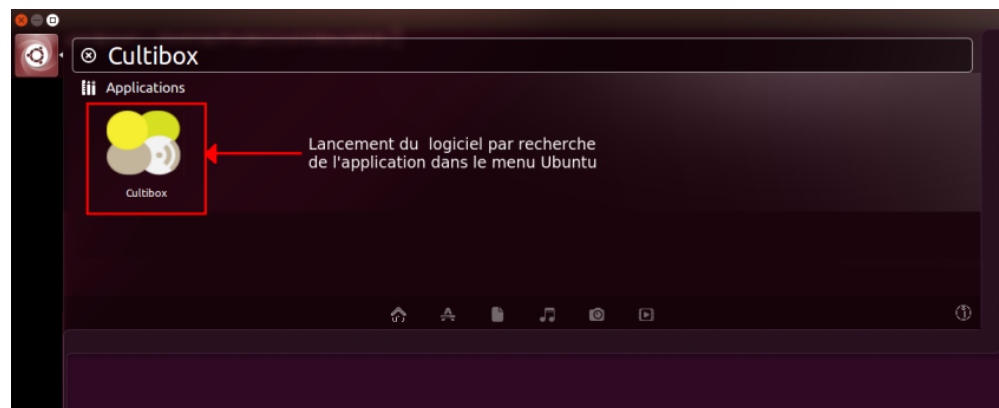 Cultibox
Applications
Lancement du logiciel par recherche
de l'application dans le menu Ubuntu
Cultibox